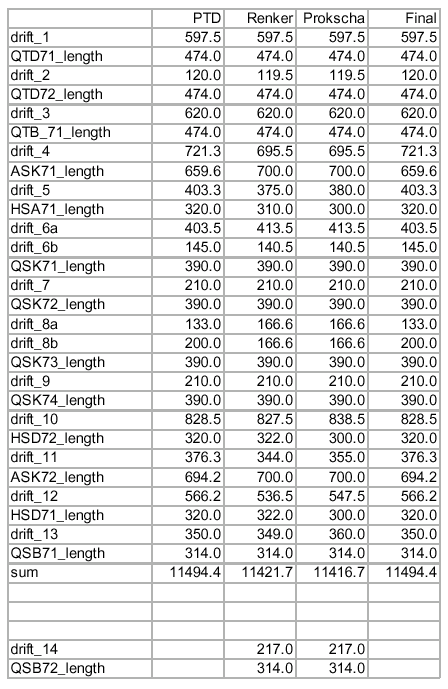 PTD Renker Prokscha Final
drift_1 597.5 597.5 597.5 597.5
QTD71_length 474.0 474.0 474.0 474.0
drift_2 120.0 119.5 119.5 120.0
QTD72_length 474.0 474.0 474.0 474.0
drift_3 620.0 620.0 620.0 620.0
QTB_71_length 474.0 474.0 474.0 474.0
drift_4 721.3 695.5 695.5 721.3
ASK71_length 659.6 700.0 700.0 659.6
drift_5 403.3 375.0 380.0 403.3
HSA71_length 320.0 310.0 300.0 320.0
drift_6a 403.5 413.5 413.5 403.5
drift_6b 145.0 140.5 140.5 145.0
QSK71_length 390.0 390.0 390.0 390.0
drift_7 210.0 210.0 210.0 210.0
QSK72_length 390.0 390.0 390.0 390.0
drift_8a 133.0 166.6 166.6 133.0
drift_8b 200.0 166.6 166.6 200.0
QSK73_length 390.0 390.0 390.0 390.0
drift_9 210.0 210.0 210.0 210.0
QSK74_length 390.0 390.0 390.0 390.0
drift_10 828.5 827.5 838.5 828.5
HSD72_length 320.0 322.0 300.0 320.0
drift_11 376.3 344.0 355.0 376.3
ASK72_length 694.2 700.0 700.0 694.2
drift_12 566.2 536.5 547.5 566.2
HSD71_length 320.0 322.0 300.0 320.0
drift_13 350.0 349.0 360.0 350.0
QSB71_length 314.0 314.0 314.0 314.0
sum 11494.4 11421.7 11416.7 11494.4
drift_14 217.0 217.0
QSB72_length 314.0 314.0